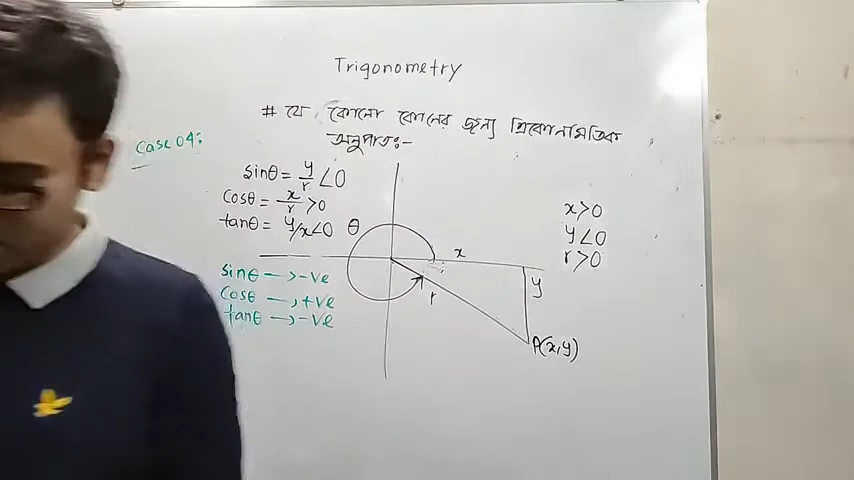 Trigonometry
# যে কোনো কোনের জন্য ত্রিকোনমিতিক
অনুপাতঃ-
Case 04:
sinθ = y/r <0
cosθ = x/r >0
tanθ = y/x<0
θ
sinθ → -ve
cosθ → +ve
tanθ → -ve
x
y
r
P(x,y)
x>0
y<0
r>0